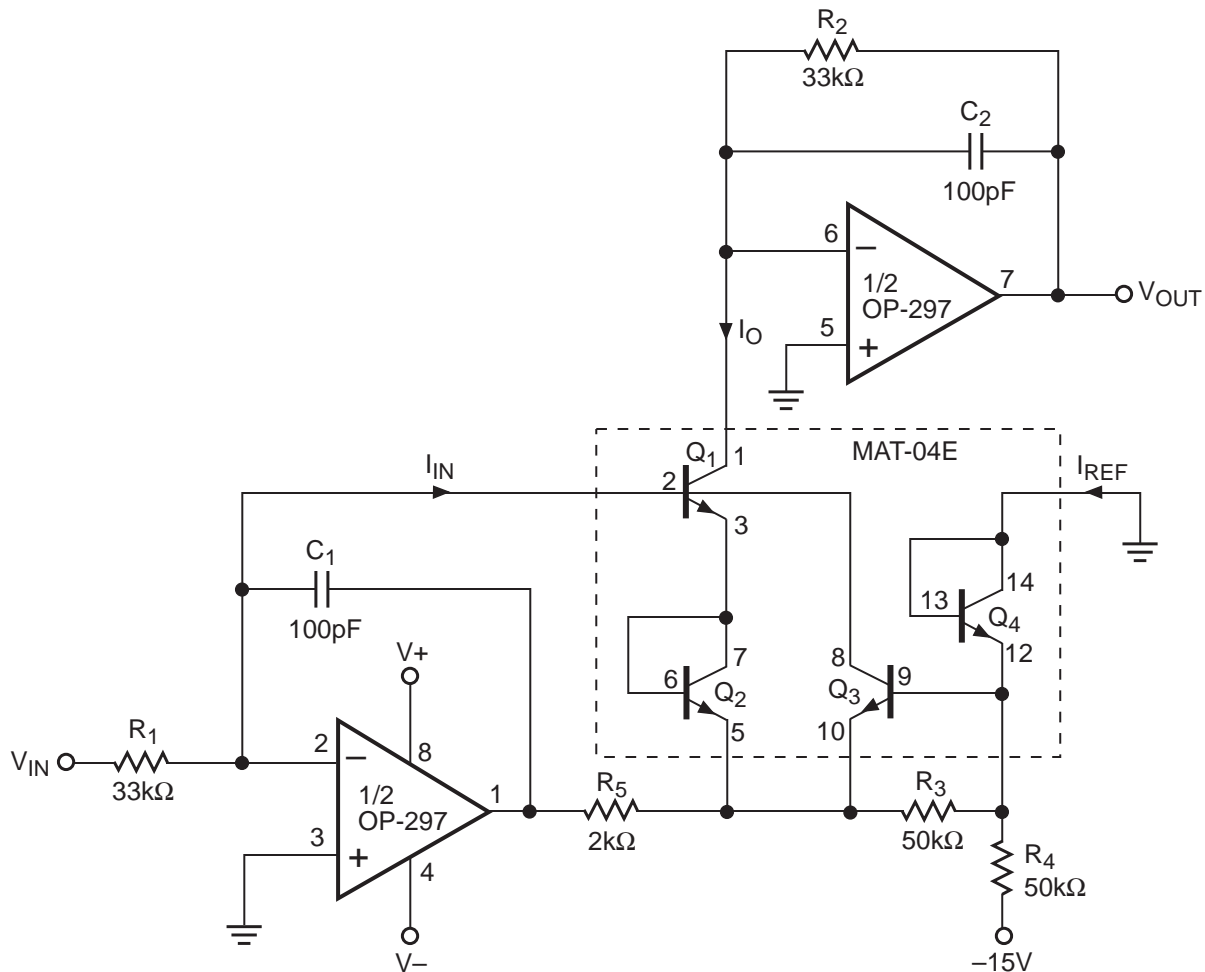 R2
33kΩ
C2
100pF
6
−
1/2
OP-297
7
VOUT
5
+
IO
MAT-04E
Q1
1
IIN
2
3
IREF
C1
100pF
14
13
Q4
12
V+
7
8
6
Q2
Q3
9
5
10
VIN
R1
33kΩ
2
−
8
1/2
OP-297
1
3
+
4
R5
2kΩ
R3
50kΩ
R4
50kΩ
V–
–15V